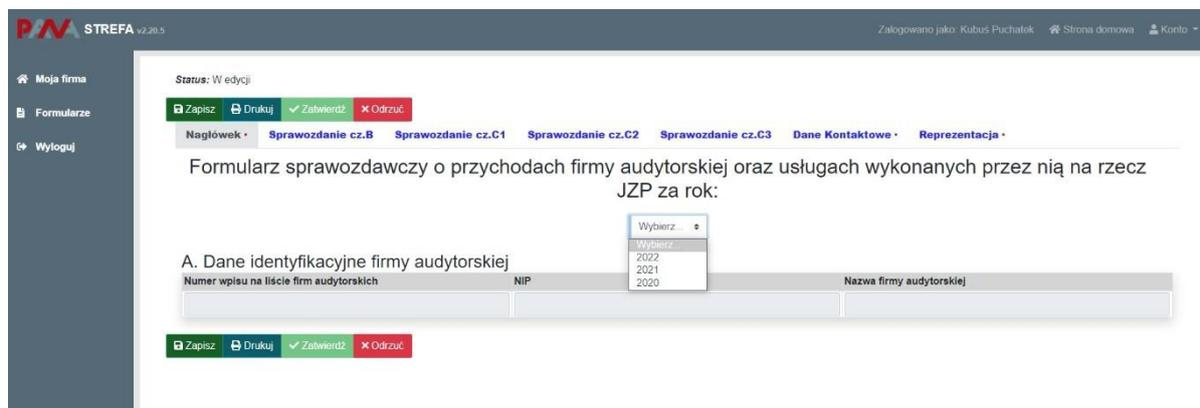 PANA STREFA v2.20.5
Zalogowano jako: Kubuś Puchatek Strona domowa Konto
Moja firma
Formularze
Wyloguj
Status: W edycji
Zapisz Drukuj Zatwierdź Odrzuć
Nagłówek • Sprawozdanie cz.B Sprawozdanie cz.C1 Sprawozdanie cz.C2 Sprawozdanie cz.C3 Dane Kontaktowe • Reprezentacja •
Formularz sprawozdawczy o przychodach firmy audytorskiej oraz usługach wykonanych przez nią na rzecz
JZP za rok:
Wybierz...
Wybierz...
2022
2021
2020
A. Dane identyfikacyjne firmy audytorskiej
Numer wpisu na liście firm audytorskich NIP Nazwa firmy audytorskiej
Zapisz Drukuj Zatwierdź Odrzuć